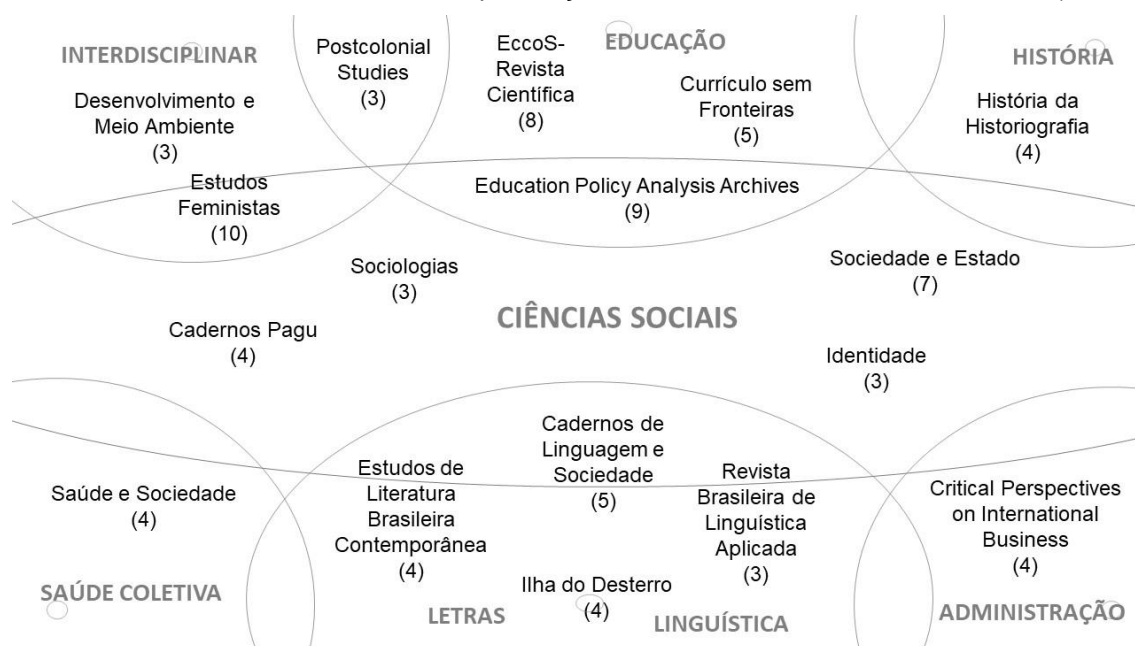 INTERDISCIPLINAR
Desenvolvimento e
Meio Ambiente
(3)
Estudos
Feministas
(10)
Postcolonial
Studies
(3)
EccoS-
Revista
Científica
(8)
EDUCAÇÃO
Currículo sem
Fronteiras
(5)
Education Policy Analysis Archives
(9)
HISTÓRIA
História da
Historiografia
(4)
Sociologias
(3)
Sociedade e Estado
(7)
CIÊNCIAS SOCIAIS
Cadernos Pagu
(4)
Identidade
(3)
Saúde e Sociedade
(4)
SAÚDE COLETIVA
Estudos de
Literatura
Brasileira
Contemporânea
(4)
Cadernos de
Linguagem e
Sociedade
(5)
Revista
Brasileira de
Linguística
Aplicada
(3)
Ilha do Desterro
(4)
LETRAS
LINGUÍSTICA
Critical Perspectives
on International
Business
(4)
ADMINISTRAÇÃO